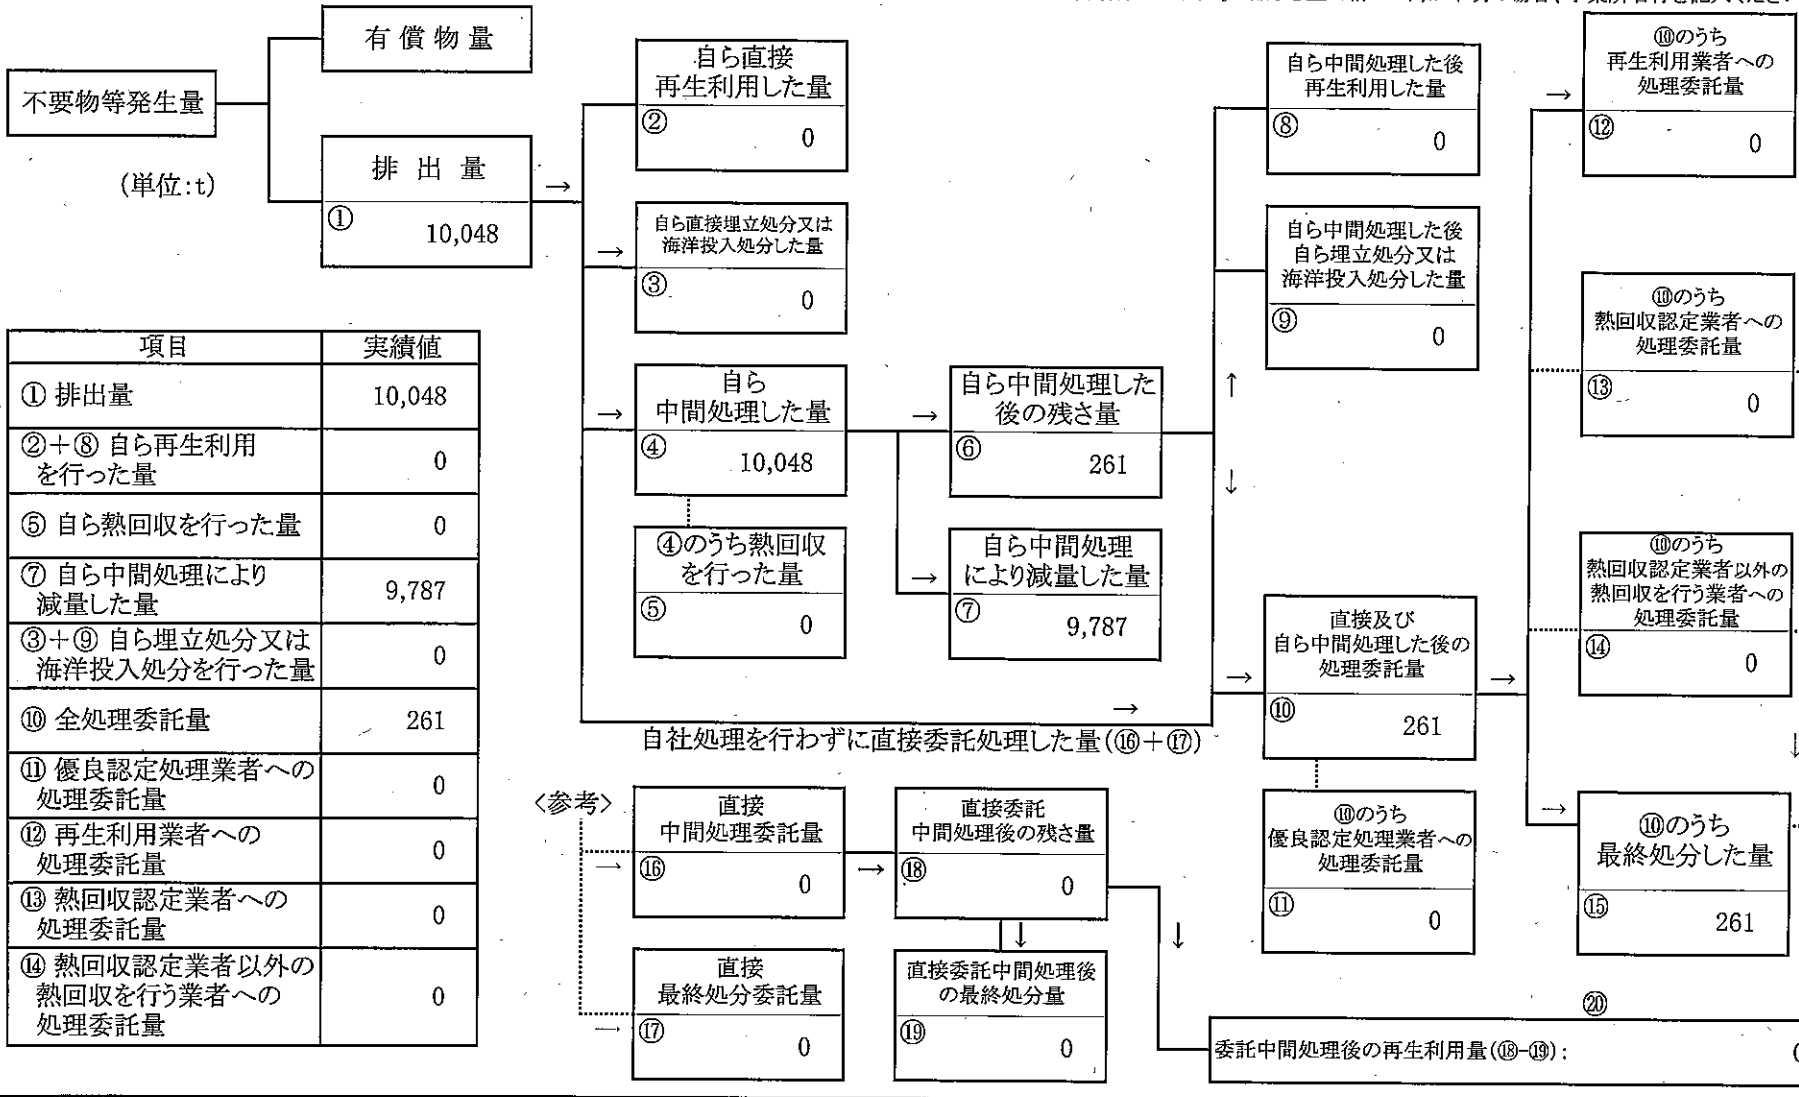 有償物量
不要物等発生量
(単位:t)
排出量
①
10,048
→
自ら直接
再生利用した量
②
0
→
自ら直接埋立処分又は
海洋投入処分した量
③
0
→
自ら
中間処理した量
④
10,048
④のうち熱回収
を行った量
⑤
0
→
自ら中間処理した
後の残さ量
⑥
261
→
自ら中間処理
により減量した量
⑦
9,787
↑
↓
自ら中間処理した後
再生利用した量
⑧
0
自ら中間処理した後
自ら埋立処分又は
海洋投入処分した量
⑨
0
→
自社処理を行わずに直接委託処理した量(⑯+⑰)
→
直接及び
自ら中間処理した後の
処理委託量
⑩
261
⑩のうち
優良認定処理業者への
処理委託量
⑪
0
→
→
⑩のうち
再生利用業者への
処理委託量
⑫
0
⑩のうち
熱回収認定業者への
処理委託量
⑬
0
⑩のうち
熱回収認定業者以外の
熱回収を行う業者への
処理委託量
⑭
0
↓
→
⑩のうち
最終処分した量
⑮
261
項目 実績値
① 排出量 10,048
②+⑧ 自ら再生利用
を行った量 0
⑤ 自ら熱回収を行った量 0
⑦ 自ら中間処理により
減量した量 9,787
③+⑨ 自ら埋立処分又は
海洋投入処分を行った量 0
⑩ 全処理委託量 261
⑪ 優良認定処理業者への
処理委託量 0
⑫ 再生利用業者への
処理委託量 0
⑬ 熱回収認定業者への
処理委託量 0
⑭ 熱回収認定業者以外の
熱回収を行う業者への
処理委託量 0
<参考>
→
直接
中間処理委託量
⑯
0
→
直接委託
中間処理後の残さ量
⑱
0
→
直接
最終処分委託量
⑰
0
↓
直接委託中間処理後
の最終処分量
⑲
0
↓
⑳
委託中間処理後の再生利用量(⑱-⑲):